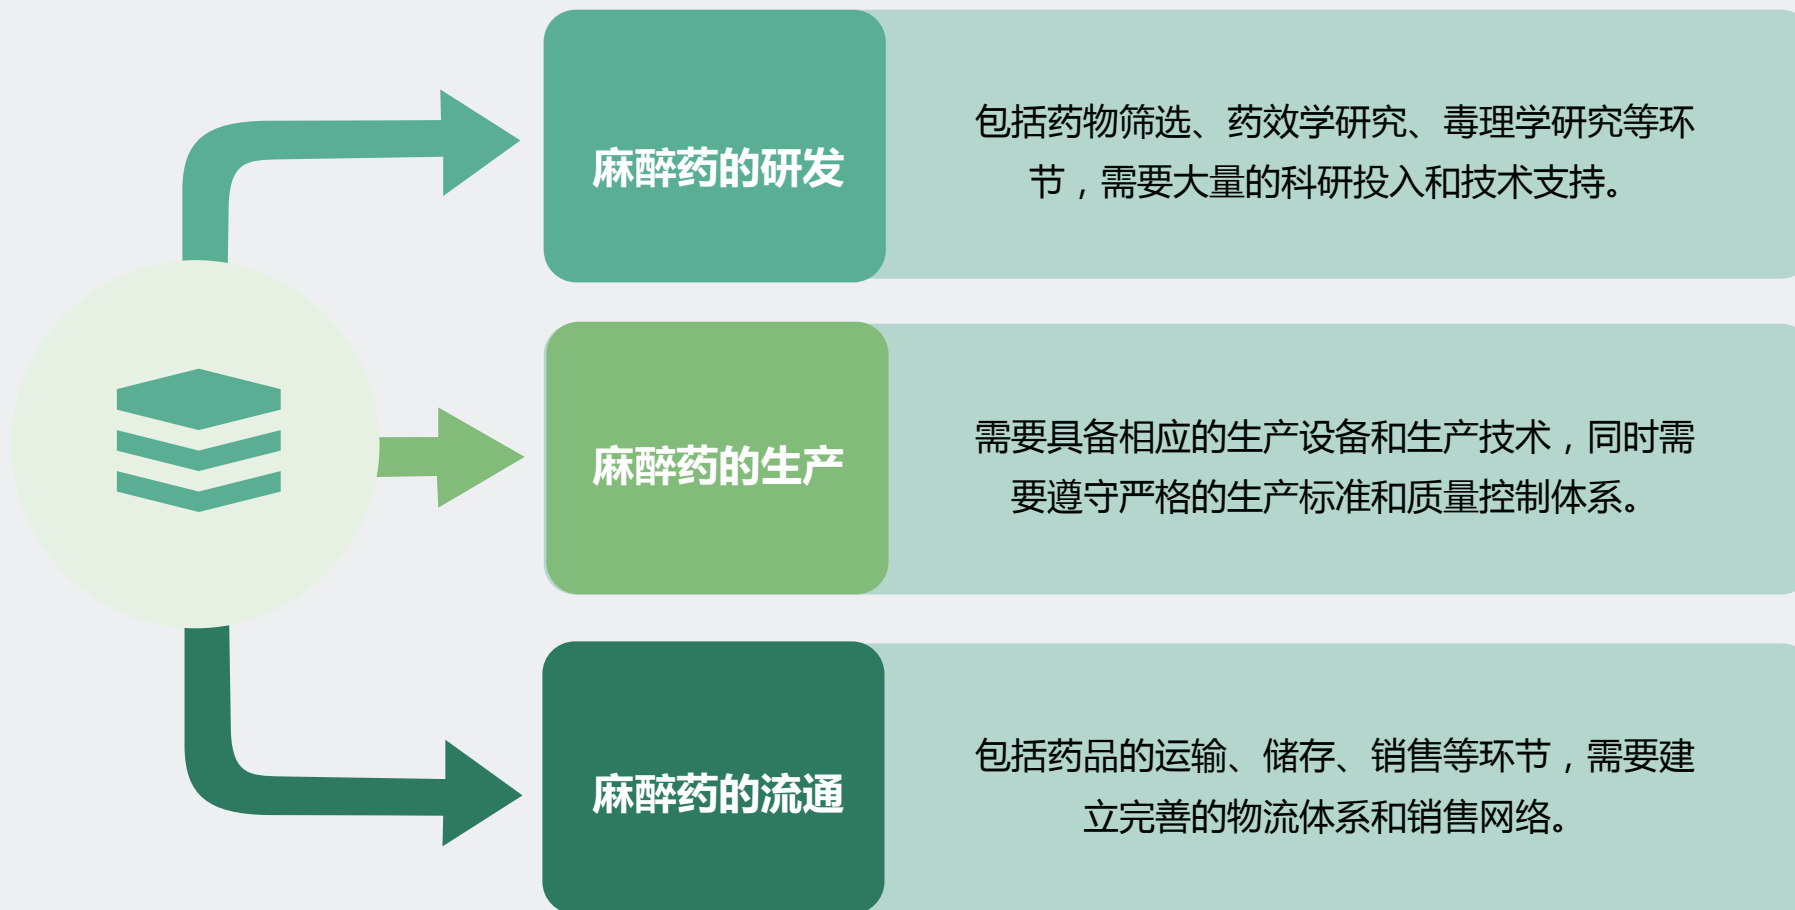 麻醉药的研发
包括药物筛选、药效学研究、毒理学研究等环
节，需要大量的科研投入和技术支持。
麻醉药的生产
需要具备相应的生产设备和生产技术，同时需
要遵守严格的生产标准和质量控制体系。
麻醉药的流通
包括药品的运输、储存、销售等环节，需要建
立完善的物流体系和销售网络。